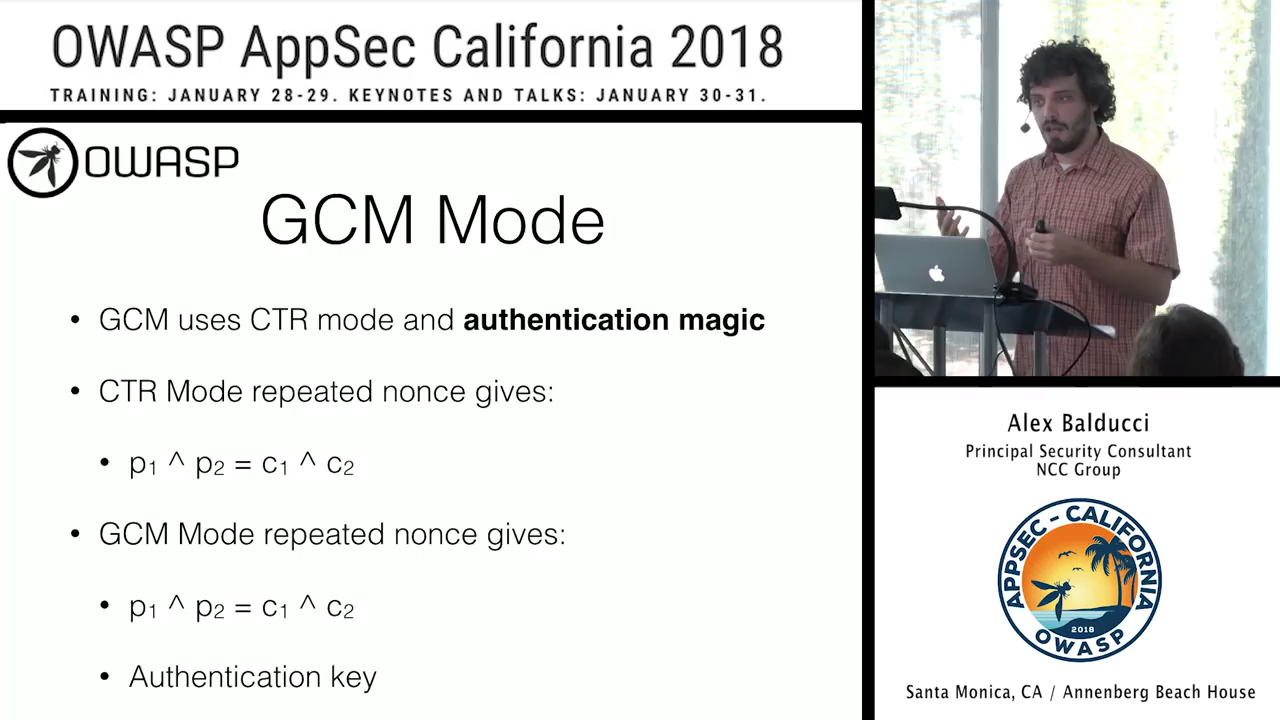 OWASP AppSec California 2018
TRAINING: JANUARY 28-29. KEYNOTES AND TALKS: JANUARY 30-31.
OWASP
GCM Mode
• GCM uses CTR mode and authentication magic
• CTR Mode repeated nonce gives:
• p₁ ^ p₂ = c₁ ^ c₂
• GCM Mode repeated nonce gives:
• p₁ ^ p₂ = c₁ ^ c₂
• Authentication key
Alex Balducci
Principal Security Consultant
NCC Group
APPSEC - CALIFORNIA
2018
OWASP
Santa Monica, CA / Annenberg Beach House